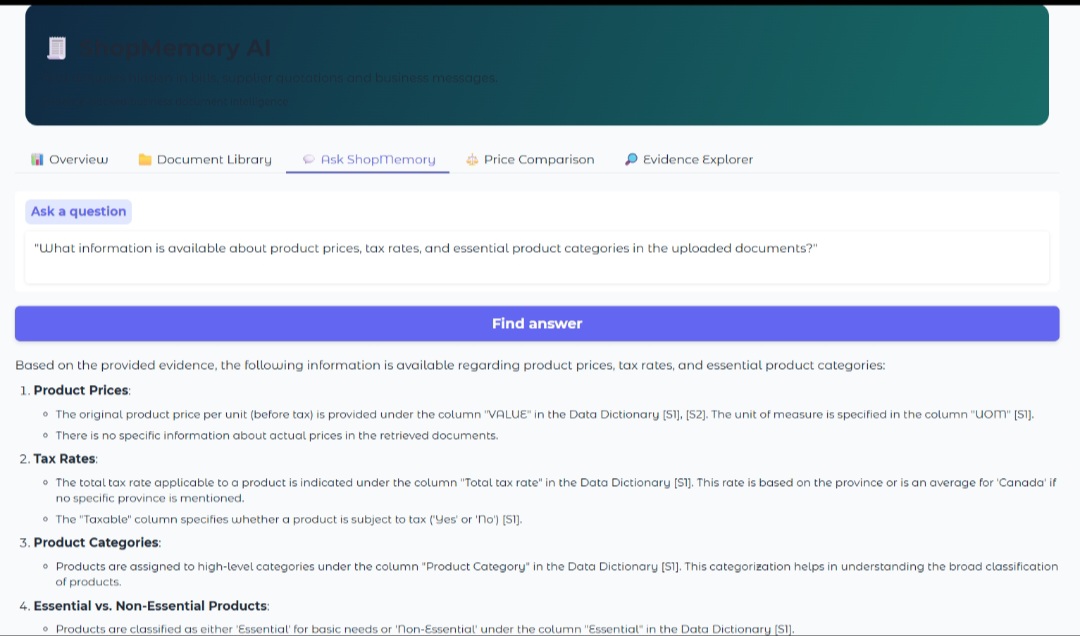 ShopMemory AI
bills, supplier quotations and business messages.
Overview
Document Library
Ask ShopMemory
Price Comparison
Evidence Explorer
Ask a question
"What information is available about product prices, tax rates, and essential product categories in the uploaded documents?"
Find answer
Based on the provided evidence, the following information is available regarding product prices, tax rates, and essential product categories:
1. Product Prices:
The original product price per unit (before tax) is provided under the column "VALUE" in the Data Dictionary [S1], [S2]. The unit of measure is specified in the column "UOM" [S1].
There is no specific information about actual prices in the retrieved documents.
2. Tax Rates:
The total tax rate applicable to a product is indicated under the column "Total tax rate" in the Data Dictionary [S1]. This rate is based on the province or is an average for 'Canada' if
no specific province is mentioned.
The "Taxable" column specifies whether a product is subject to tax ('Yes' or 'No') [S1].
3. Product Categories:
Products are assigned to high-level categories under the column "Product Category" in the Data Dictionary [S1]. This categorization helps in understanding the broad classification
of products.
4. Essential vs. Non-Essential Products:
Products are classified as either 'Essential' for basic needs or 'Non-Essential' under the column "Essential" in the Data Dictionary [S1].